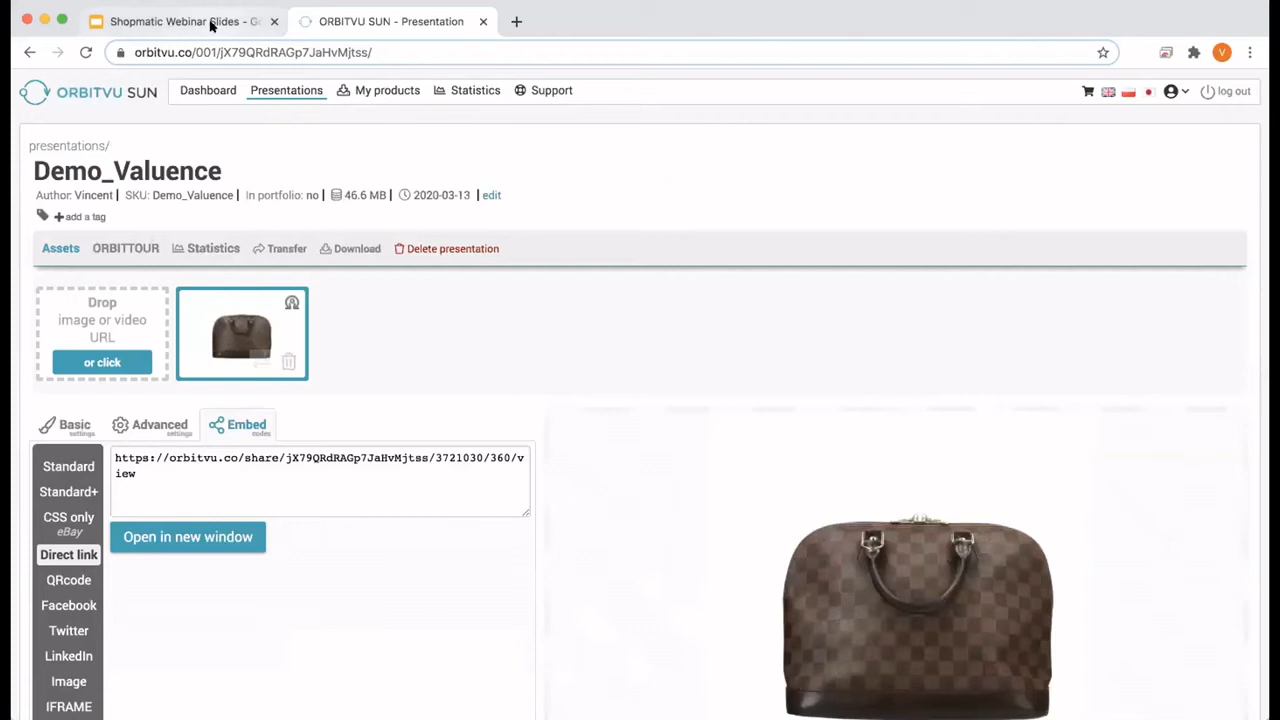 Shopmatic Webinar Slides - Go
ORBITVU SUN - Presentation
orbitvu.co/001/jX79QRdRAGp7JaHvMjtss/
V
ORBITVU SUN
Dashboard
Presentations
My products
Statistics
Support
log out
presentations/
Demo_Valuence
Author: Vincent | SKU: Demo_Valuence | In portfolio: no | 46.6 MB | 2020-03-13 | edit
+add a tag
Assets
ORBITTOUR
Statistics
Transfer
Download
Delete presentation
Drop
image or video
URL
or click
Basic
settings
Advanced
settings
Embed
codes
Standard
Standard+
CSS only
eBay
Direct link
QRcode
Facebook
Twitter
LinkedIn
Image
IFRAME
https://orbitvu.co/share/jX79QRdRAGp7JaHvMjtss/3721030/360/v
iew
Open in new window